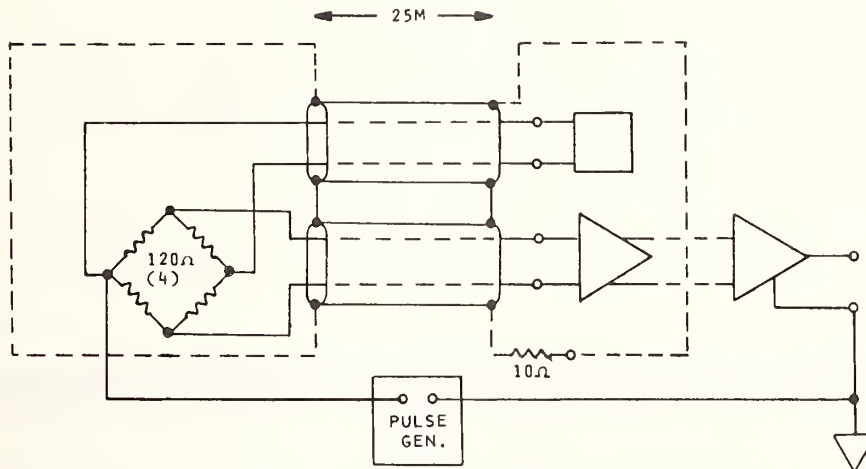 25M
120Ω
(4)
10Ω
PULSE
GEN.